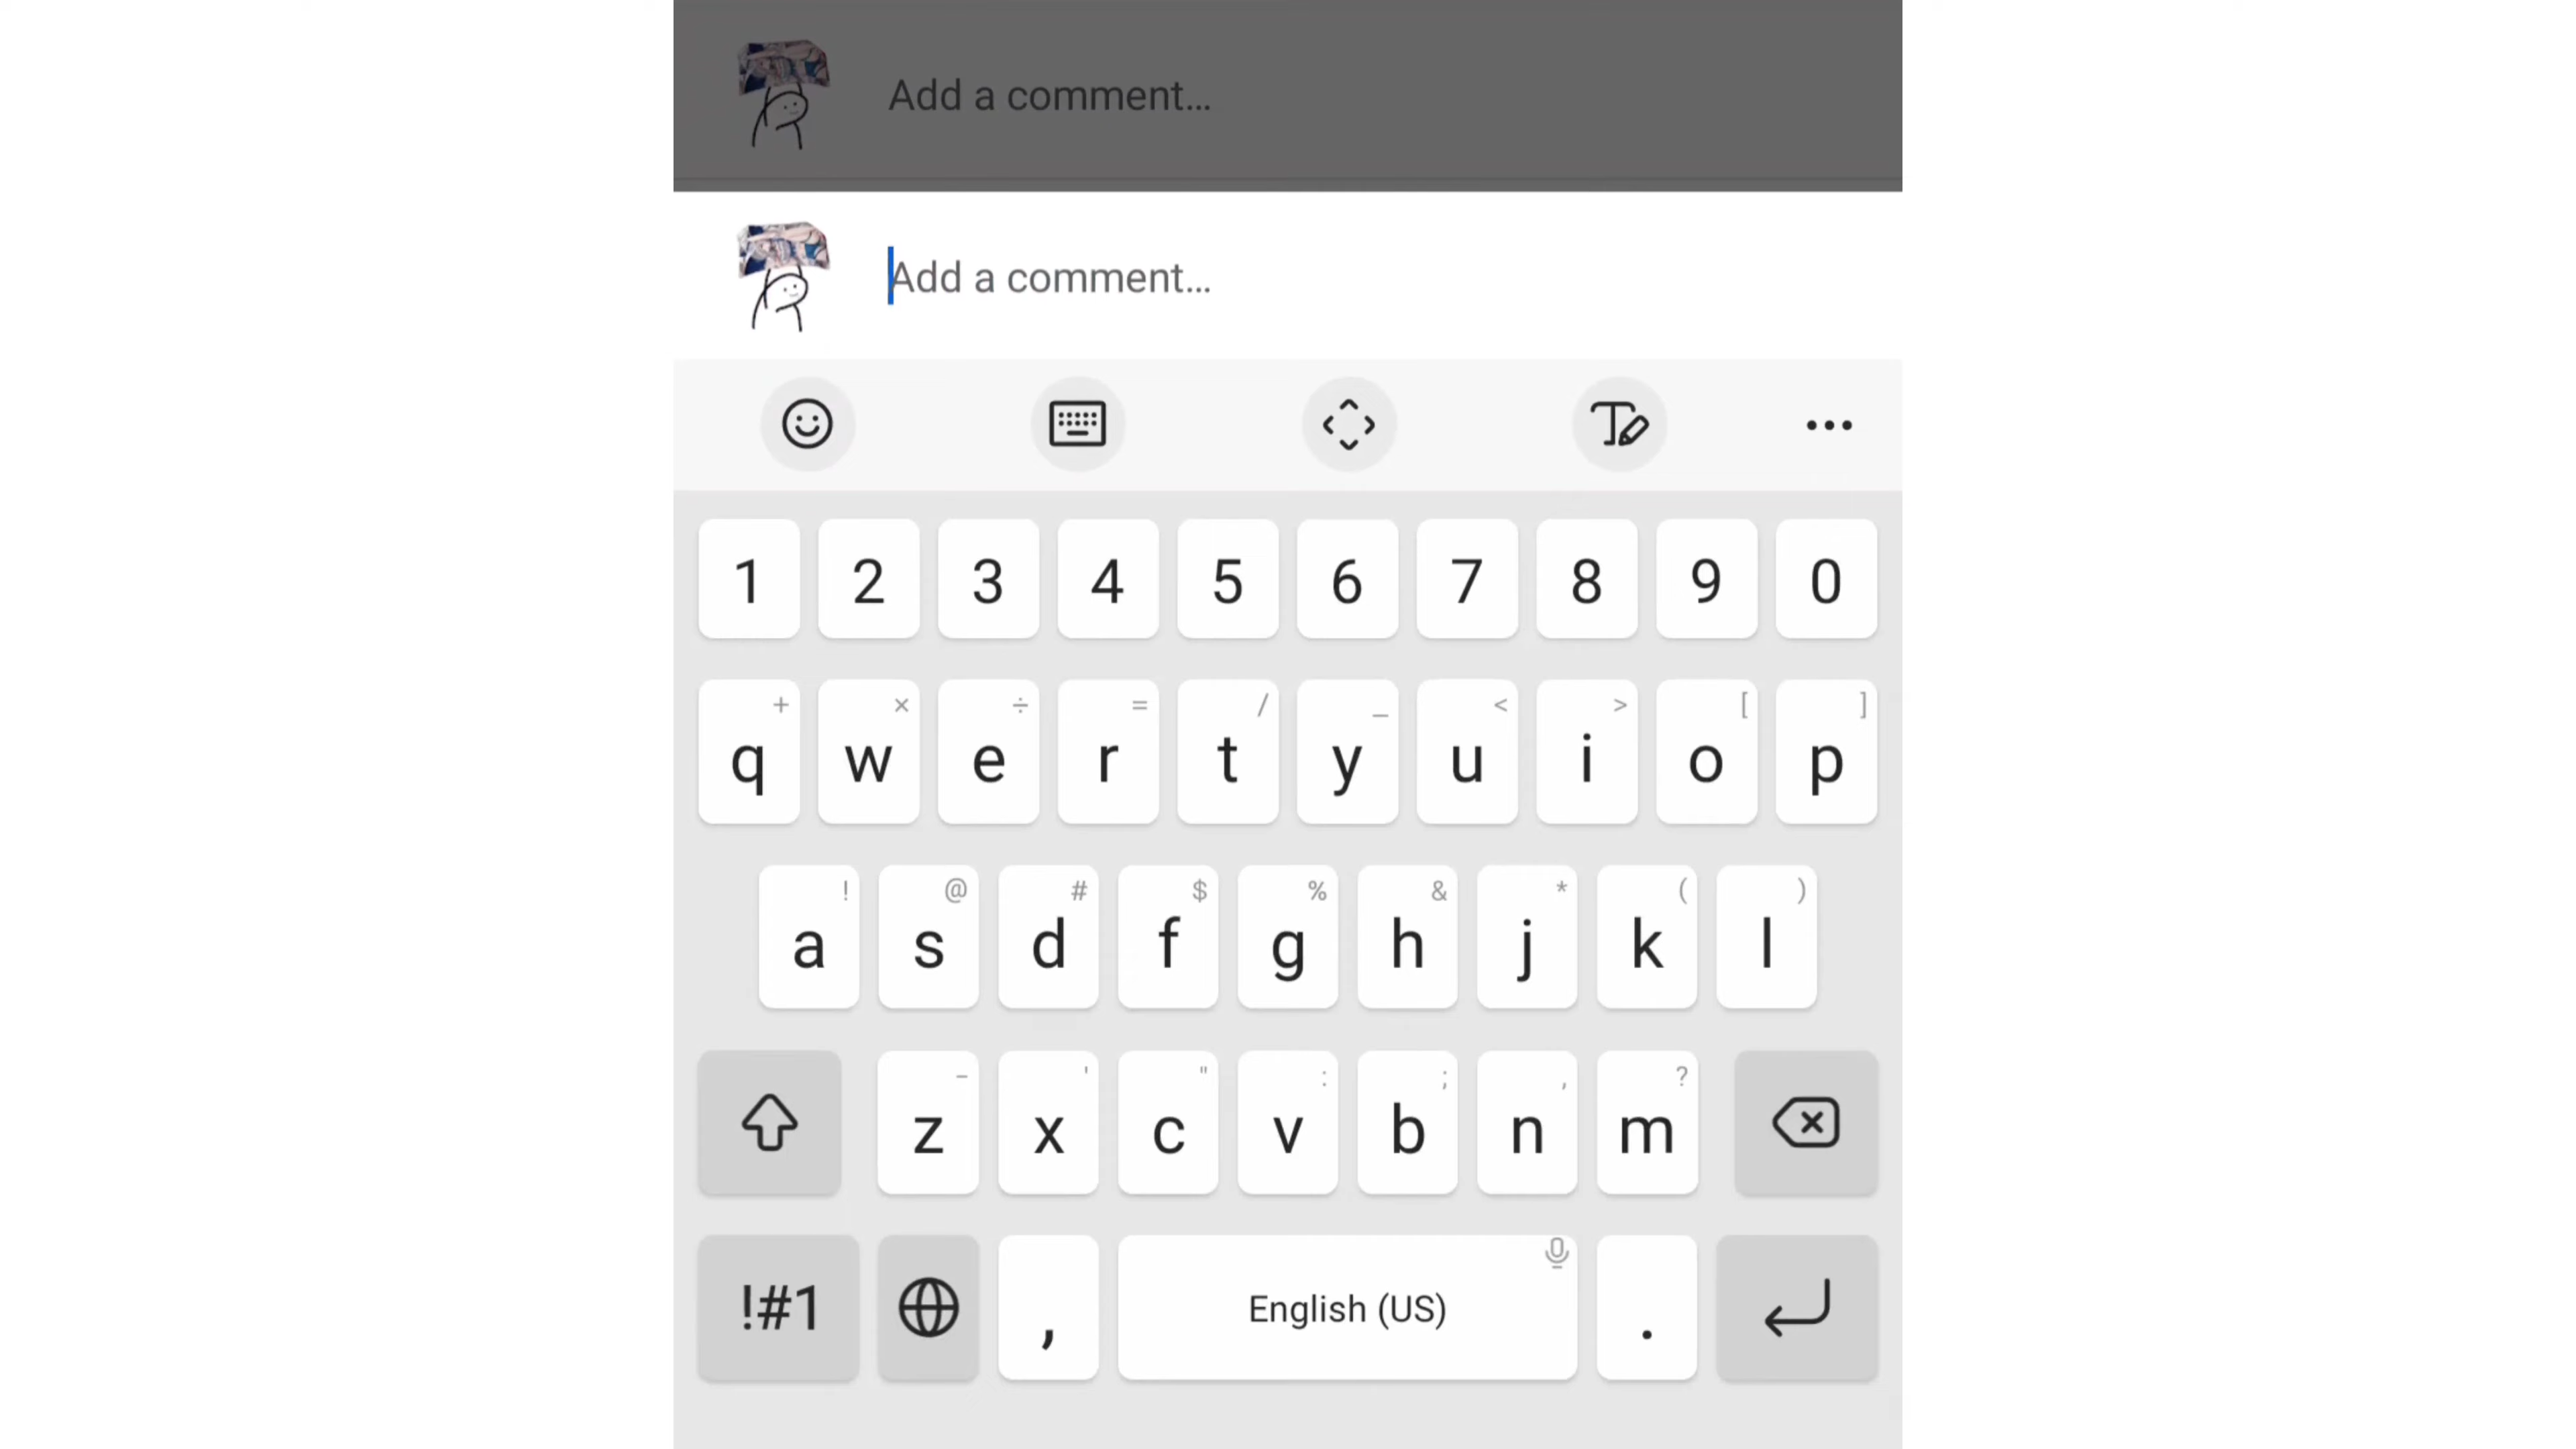 Add a comment...
Add a comment...
1 2 3 4 5 6 7 8 9 0
+ × ÷ = / _ < > [ ]
q w e r t y u i o p
! @ # $ % & * ( )
a s d f g h j k l
- ' " : ; , ?
z x c v b n m
!#1 , English (US) .